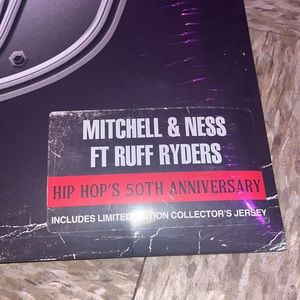 MITCHELL & NESS
FT RUFF RYDERS
HIP HOP'S 50TH ANNIVERSARY
INCLUDES LIMITED EDITION COLLECTOR'S JERSEY